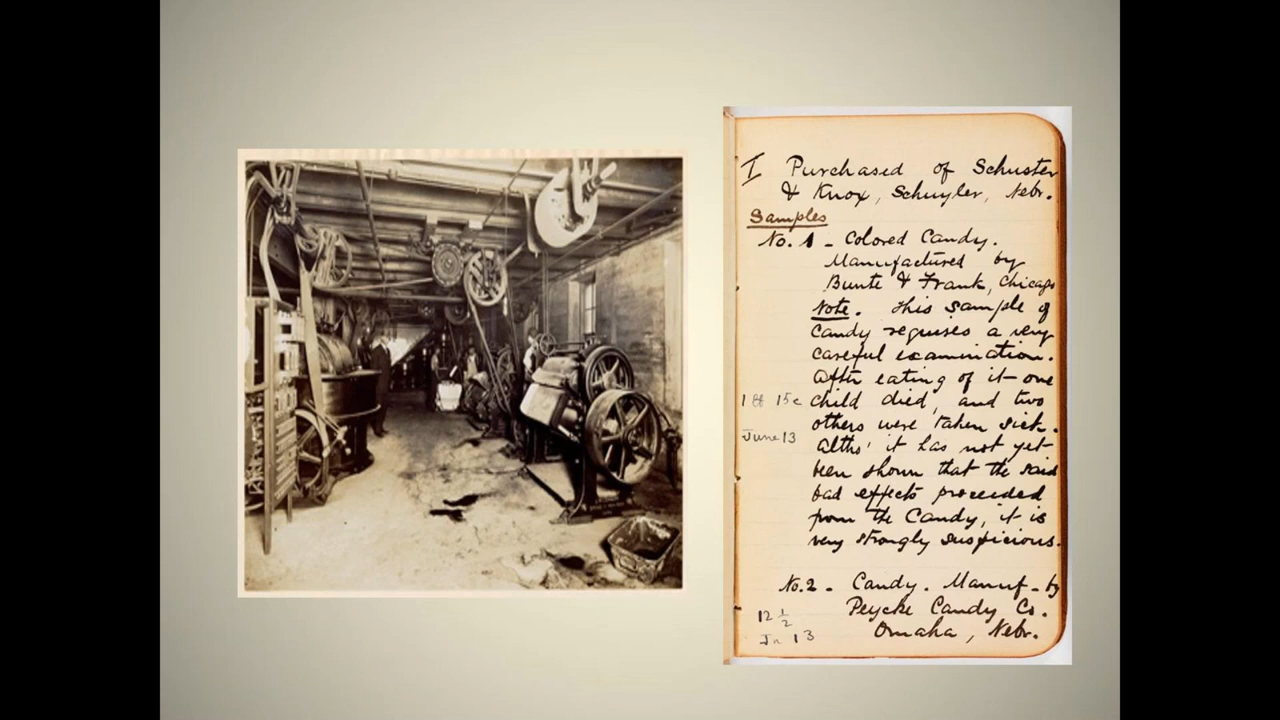 I Purchased of Schuster
& Knox, Schuyler, Nebr.
Samples
No. 1 - Colored Candy.
Manufactured by
Bunte & Frank, Chicago
Note. This sample of
Candy requires a very
careful examination.
After eating of it one
1 lb 15c child died, and two
others were taken sick.
June 13
Altho' it has not yet
been shown that the said
bad effects proceeded
from the Candy, it is
very strongly suspicious.
No. 2 - Candy. Manuf- by
12 1/2 Peycke Candy Co.
Jn 13 Omaha, Nebr.